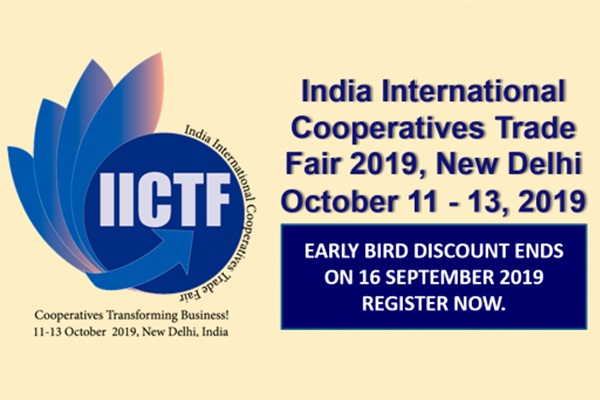 IICTF
India International Cooperatives Trade Fair
Cooperatives Transforming Business!
11-13 October 2019, New Delhi, India
India International
Cooperatives Trade
Fair 2019, New Delhi
October 11 - 13, 2019
EARLY BIRD DISCOUNT ENDS
ON 16 SEPTEMBER 2019
REGISTER NOW.